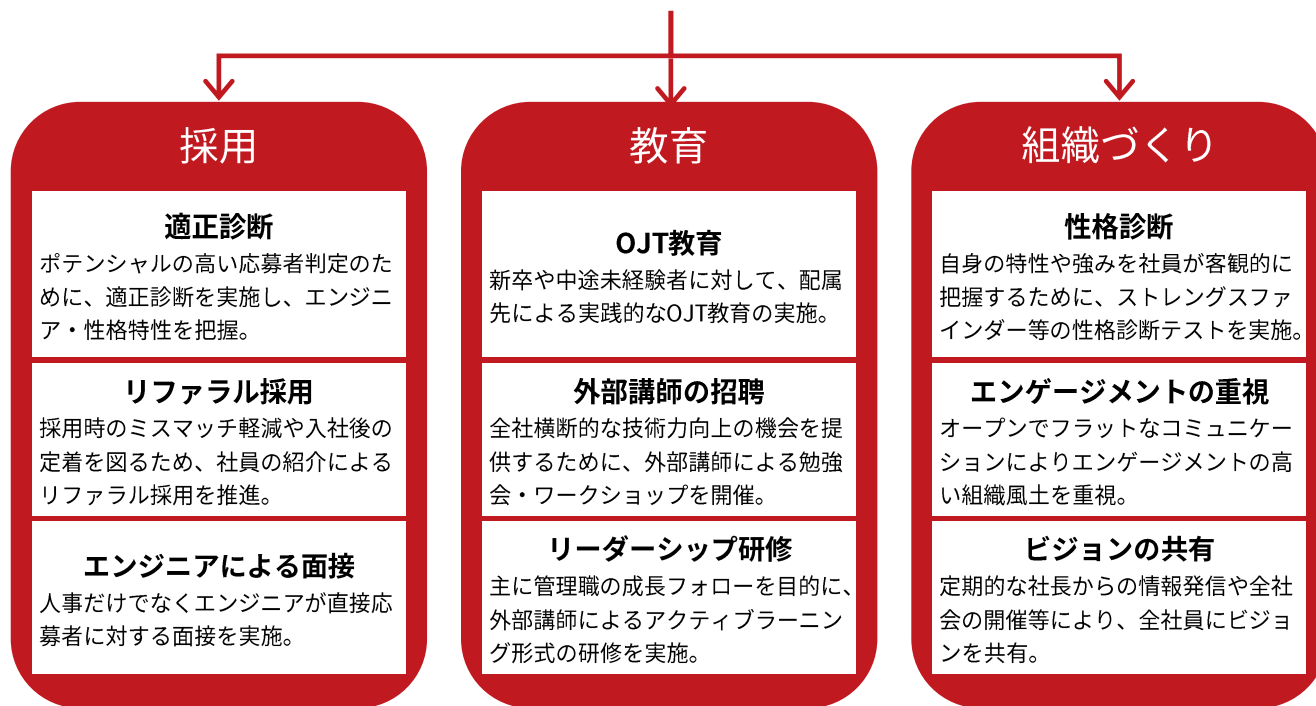 採用
適正診断
ポテンシャルの高い応募者判定のた
めに、適正診断を実施し、エンジニ
ア・性格特性を把握。
リファラル採用
採用時のミスマッチ軽減や入社後の
定着を図るため、社員の紹介による
リファラル採用を推進。
エンジニアによる面接
人事だけでなくエンジニアが直接応
募者に対する面接を実施。
教育
OJT教育
新卒や中途未経験者に対して、配属
先による実践的なOJT教育の実施。
外部講師の招聘
全社横断的な技術力向上の機会を提
供するために、外部講師による勉強
会・ワークショップを開催。
リーダーシップ研修
主に管理職の成長フォローを目的に、
外部講師によるアクティブラーニン
グ形式の研修を実施。
組織づくり
性格診断
自身の特性や強みを社員が客観的に
把握するために、ストレングスファ
インダー等の性格診断テストを実施。
エンゲージメントの重視
オープンでフラットなコミュニケー
ションによりエンゲージメントの高
い組織風土を重視。
ビジョンの共有
定期的な社長からの情報発信や全社
会の開催等により、全社員にビジョ
ンを共有。